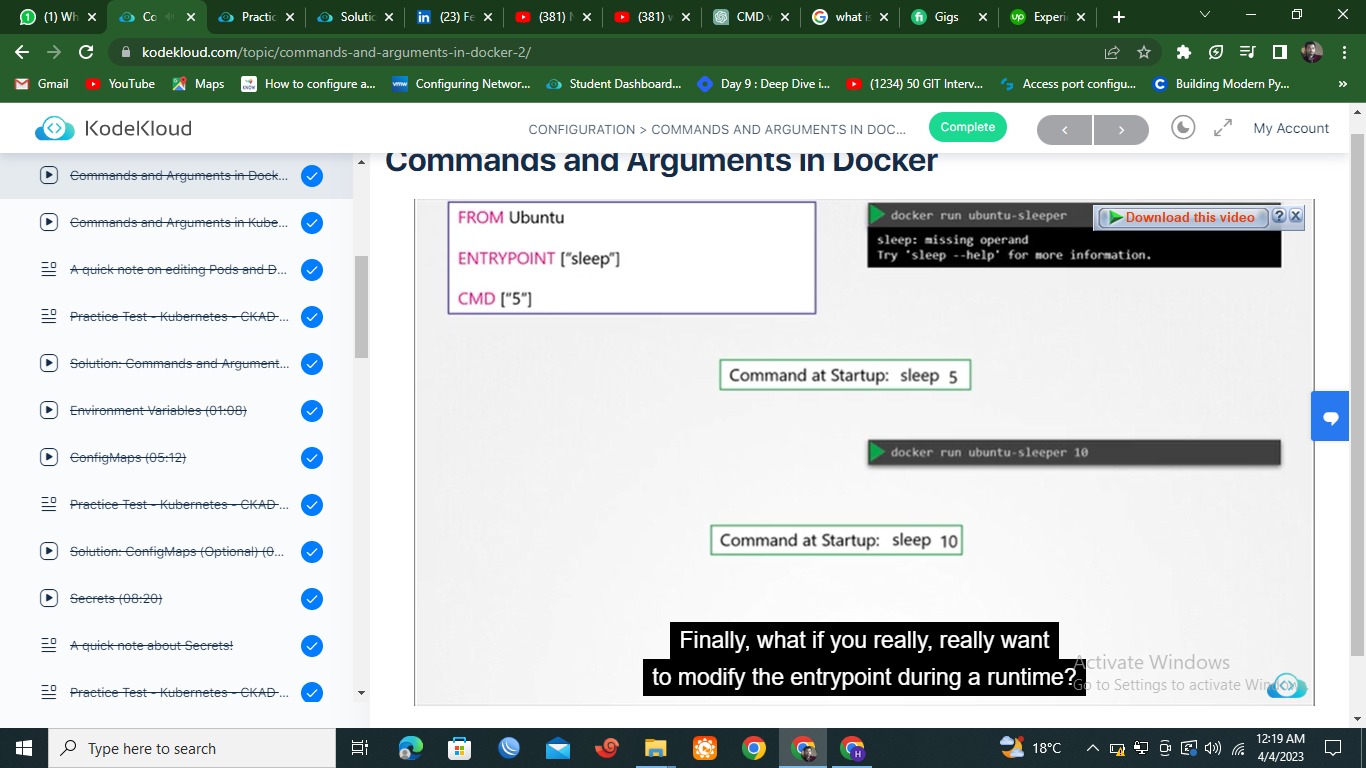 (1) Wh
Co
Practic
Solutic
(23) Fe
(381)
(381)
CMD
what is
Gigs
Experi
kodekloud.com/topic/commands-and-arguments-in-docker-2/
Gmail
YouTube
Maps
How to configure a...
Configuring Networ...
Student Dashboard...
Day 9 : Deep Dive i...
(1234) 50 GIT Interv...
Access port configu...
Building Modern Py...
»
KodeKloud
CONFIGURATION > COMMANDS AND ARGUMENTS IN DOC...
Complete
My Account
Commands and Arguments in Dock...
Commands and Arguments in Kube...
A quick note on editing Pods and D...
Practice Test - Kubernetes - CKAD ...
Solution: Commands and Argument...
Environment Variables (01:08)
ConfigMaps (05:12)
Practice Test - Kubernetes - CKAD ...
Solution: ConfigMaps (Optional) (0...
Secrets (08:20)
A quick note about Secrets!
Practice Test - Kubernetes - CKAD ...
Commands and Arguments in Docker
FROM Ubuntu
ENTRYPOINT ["sleep"]
CMD ["5"]
docker run ubuntu-sleeper
Download this video
?
sleep: missing operand
Try 'sleep --help' for more information.
Command at Startup: sleep 5
docker run ubuntu-sleeper 10
Command at Startup: sleep 10
Finally, what if you really, really want
to modify the entrypoint during a runtime?
Activate Windows
Go to Settings to activate Windows.
Type here to search
18°C
12:19 AM
4/4/2023